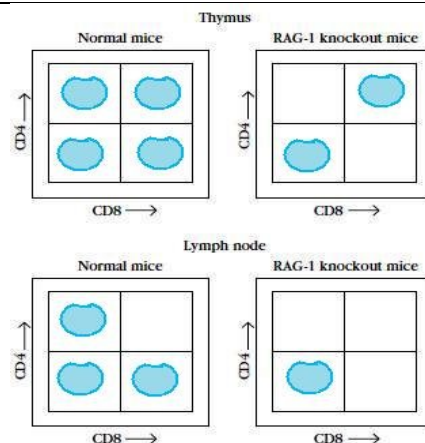 Thymus
Normal mice
RAG-1 knockout mice
CD4 →
CD4 →
CD8 →
CD8 →
Lymph node
Normal mice
RAG-1 knockout mice
CD4 →
CD4 →
CD8 →
CD8 →